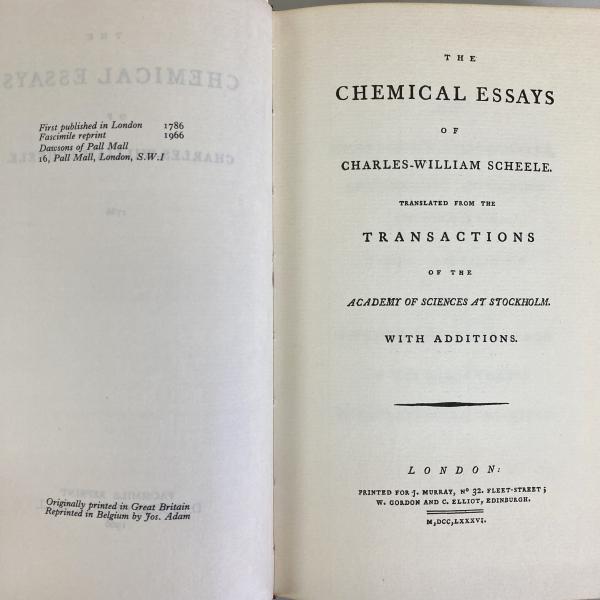 First published in London 1786
Fascimile reprint 1966
Dawsons of Pall Mall
16, Pall Mall, London, S.W.I
Originally printed in Great Britain
Reprinted in Belgium by Jos. Adam
THE
CHEMICAL ESSAYS
OF
CHARLES-WILLIAM SCHEELE.
TRANSLATED FROM THE
TRANSACTIONS
OF THE
ACADEMY OF SCIENCES AT STOCKHOLM.
WITH ADDITIONS.
LONDON:
PRINTED FOR J. MURRAY, Nº 32. FLEET-STREET;
W. GORDON AND C. ELLIOT, EDINBURGH.
M,DCC,LXXXVI.